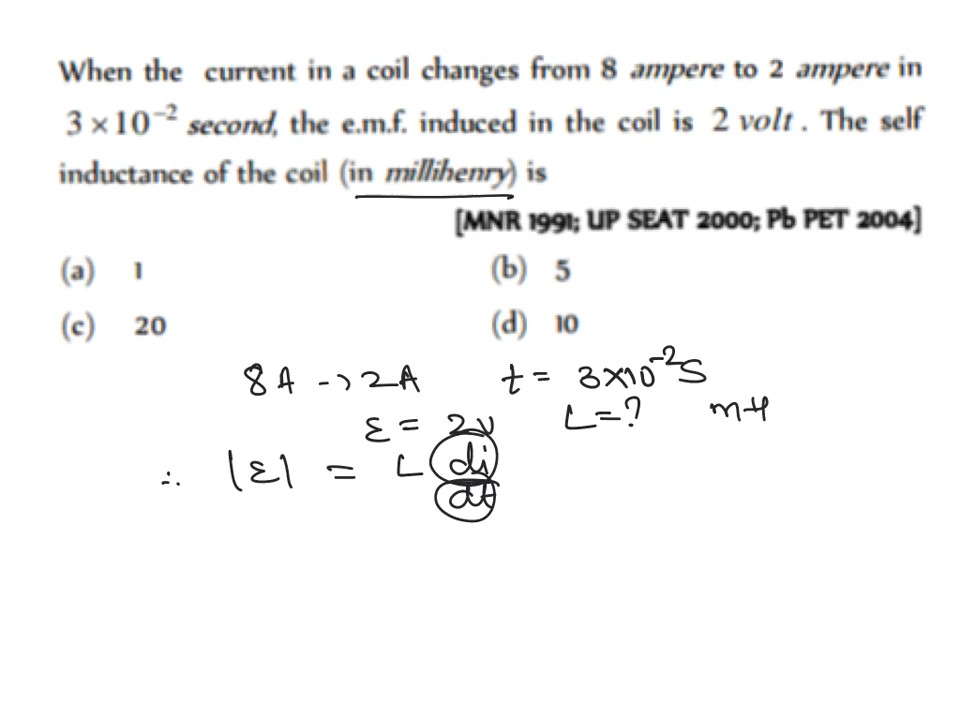 When the current in a coil changes from 8 ampere to 2 ampere in
3 × 10⁻² second, the e.m.f. induced in the coil is 2 volt. The self
inductance of the coil (in millihenry) is
[MNR 1991; UP SEAT 2000; Pb PET 2004]
(a) 1 (b) 5
(c) 20 (d) 10
8A -> 2A t = 3×10⁻²S
ε = 2v L = ? mH
∴ |ε| = L di/dt